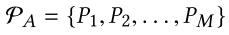 𝒫_A = {P_1, P_2, . . . , P_M}